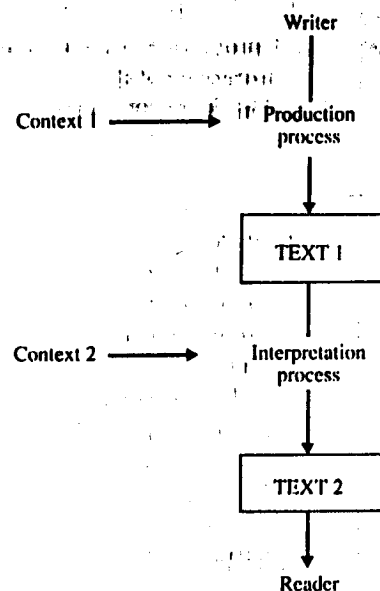 Writer
Context 1
Production
process
TEXT 1
Context 2
Interpretation
process
TEXT 2
Reader